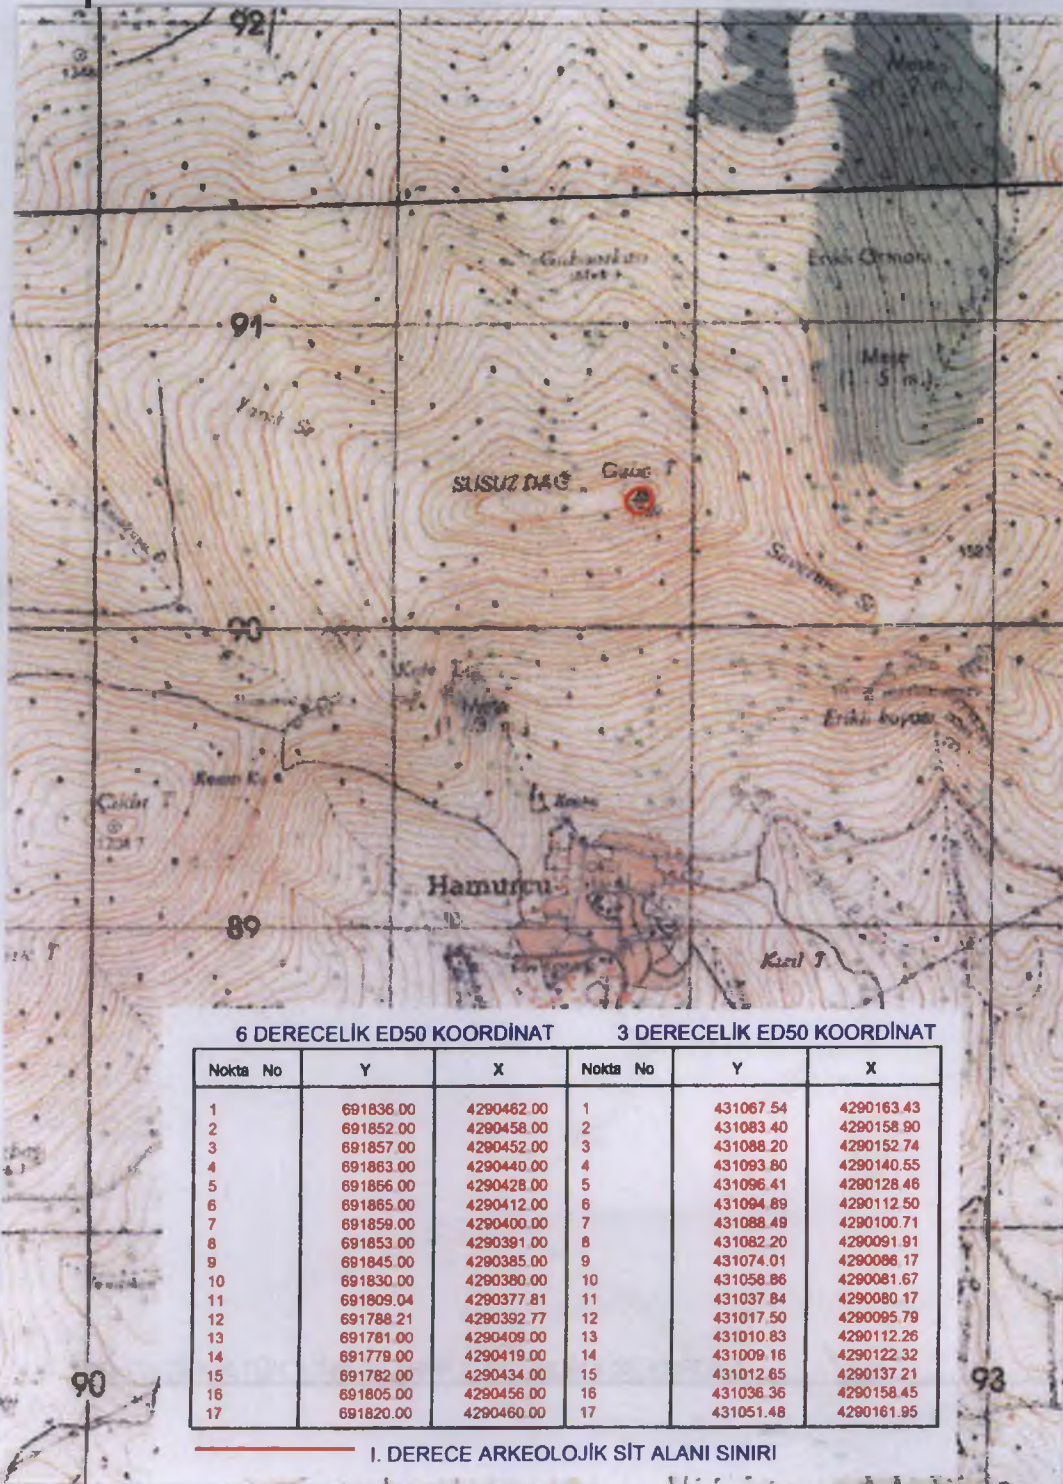 92
Meşe
91
Erikli Ormanı
Meşe
SUSUZ DAĞ
T
1521
90
Meşe
Erikli kuyusu
Kesen K.
T
Hamurcu
89
Kızıl T
6 DERECELİK ED50 KOORDİNAT 3 DERECELİK ED50 KOORDİNAT
Nokta No Y X Nokta No Y X
1 691836.00 4290462.00 1 431067.54 4290163.43
2 691852.00 4290458.00 2 431083.40 4290158.90
3 691857.00 4290452.00 3 431088.20 4290152.74
4 691863.00 4290440.00 4 431093.80 4290140.55
5 691866.00 4290428.00 5 431096.41 4290128.46
6 691865.00 4290412.00 6 431094.89 4290112.50
7 691859.00 4290400.00 7 431088.49 4290100.71
8 691853.00 4290391.00 8 431082.20 4290091.91
9 691845.00 4290385.00 9 431074.01 4290086.17
10 691830.00 4290380.00 10 431058.86 4290081.67
11 691809.04 4290377.81 11 431037.84 4290080.17
12 691788.21 4290392.77 12 431017.50 4290095.79
13 691781.00 4290409.00 13 431010.83 4290112.26
14 691779.00 4290419.00 14 431009.16 4290122.32
15 691782.00 4290434.00 15 431012.65 4290137.21
16 691805.00 4290456.00 16 431036.36 4290158.45
17 691820.00 4290460.00 17 431051.48 4290161.95
90 93
I. DERECE ARKEOLOJİK SİT ALANI SINIRI